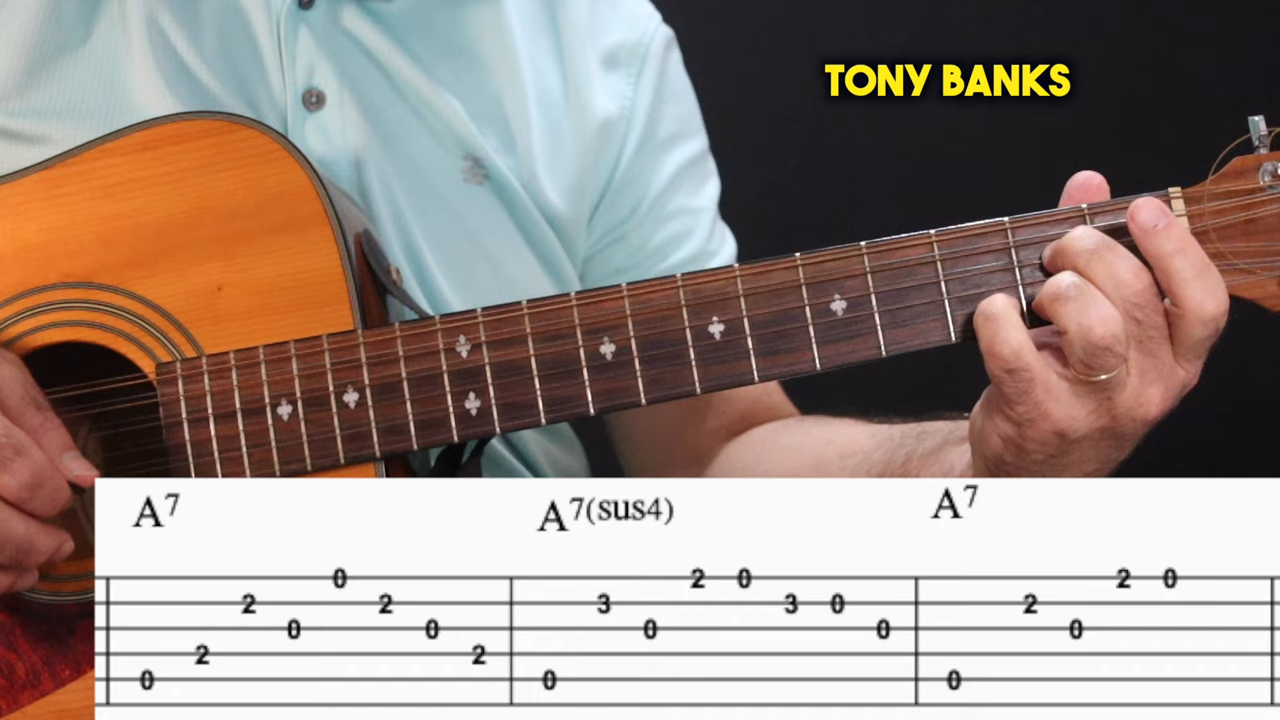 TONY BANKS
A7 A7(sus4) A7
0 2 0 2 0
2 2 3 3 0 2
0 0 0 0 0
2 2
0 0 0